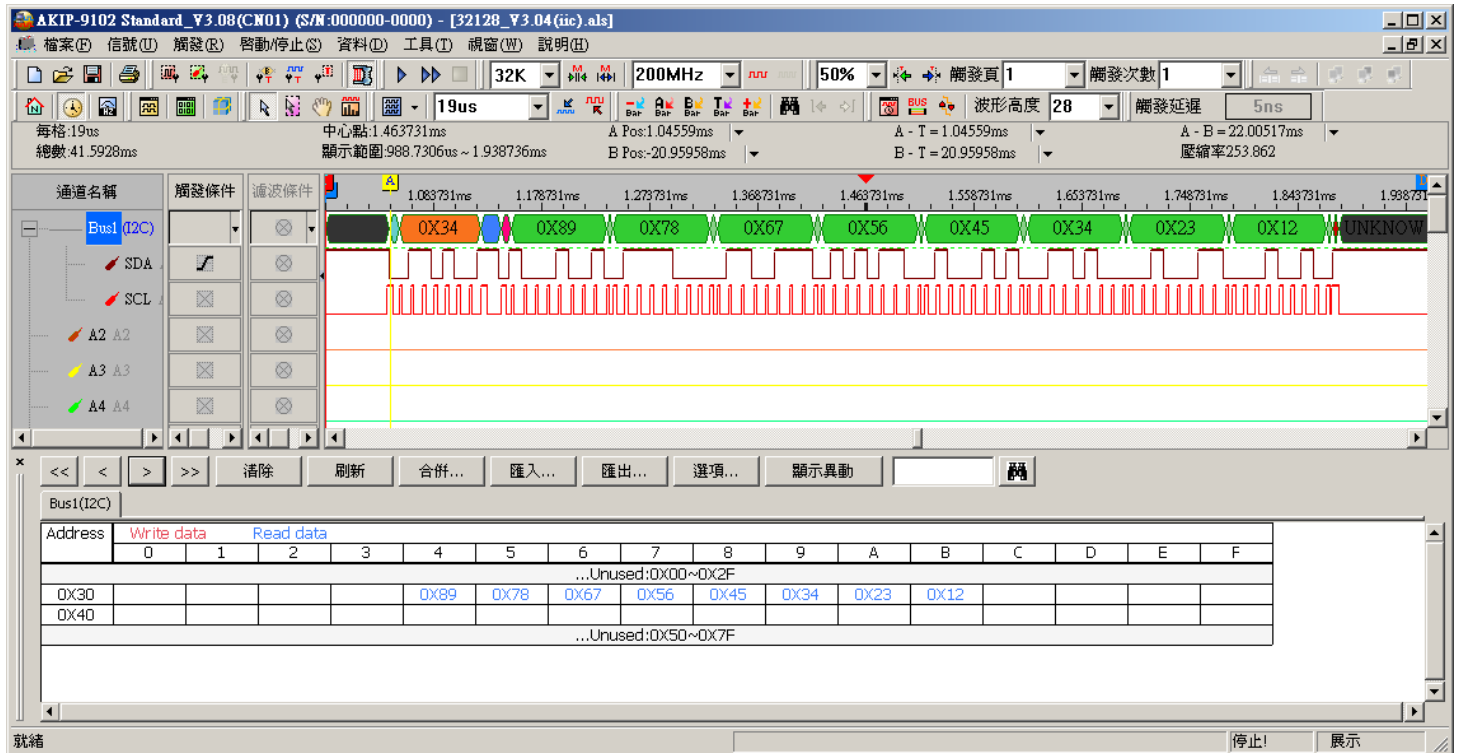 AKIP-9102 Standard_V3.08(CN01) (S/N:000000-0000) - [32128_V3.04(iic).als]
檔案(F) 信號(U) 觸發(R) 啓動/停止(S) 資料(D) 工具(T) 視窗(W) 說明(H)
32K 200MHz 50% 觸發頁 1 觸發次數 1
19us Bar Bar Bar Bar Bar BUS 波形高度 28 觸發延遲 5ns
每格:19us 中心點:1.463731ms A Pos:1.04559ms A - T = 1.04559ms A - B = 22.00517ms
總數:41.5928ms 顯示範圍:988.7306us ~ 1.938736ms B Pos:-20.95958ms B - T = 20.95958ms 壓縮率253.862
通道名稱 觸發條件 濾波條件 A 1.083731ms 1.178731ms 1.273731ms 1.368731ms 1.463731ms 1.558731ms 1.653731ms 1.748731ms 1.843731ms 1.938731
Bus1 (I2C) 0X34 0X89 0X78 0X67 0X56 0X45 0X34 0X23 0X12 UNKNOW
SDA
SCL
A2 A2
A3 A3
A4 A4
<< < > >> 清除 刷新 合併... 匯入... 匯出... 選項... 顯示異動
Bus1(I2C)
Address Write data Read data
0 1 2 3 4 5 6 7 8 9 A B C D E F
...Unused:0X00~0X2F
0X30 0X89 0X78 0X67 0X56 0X45 0X34 0X23 0X12
0X40
...Unused:0X50~0X7F
就緒 停止! 展示